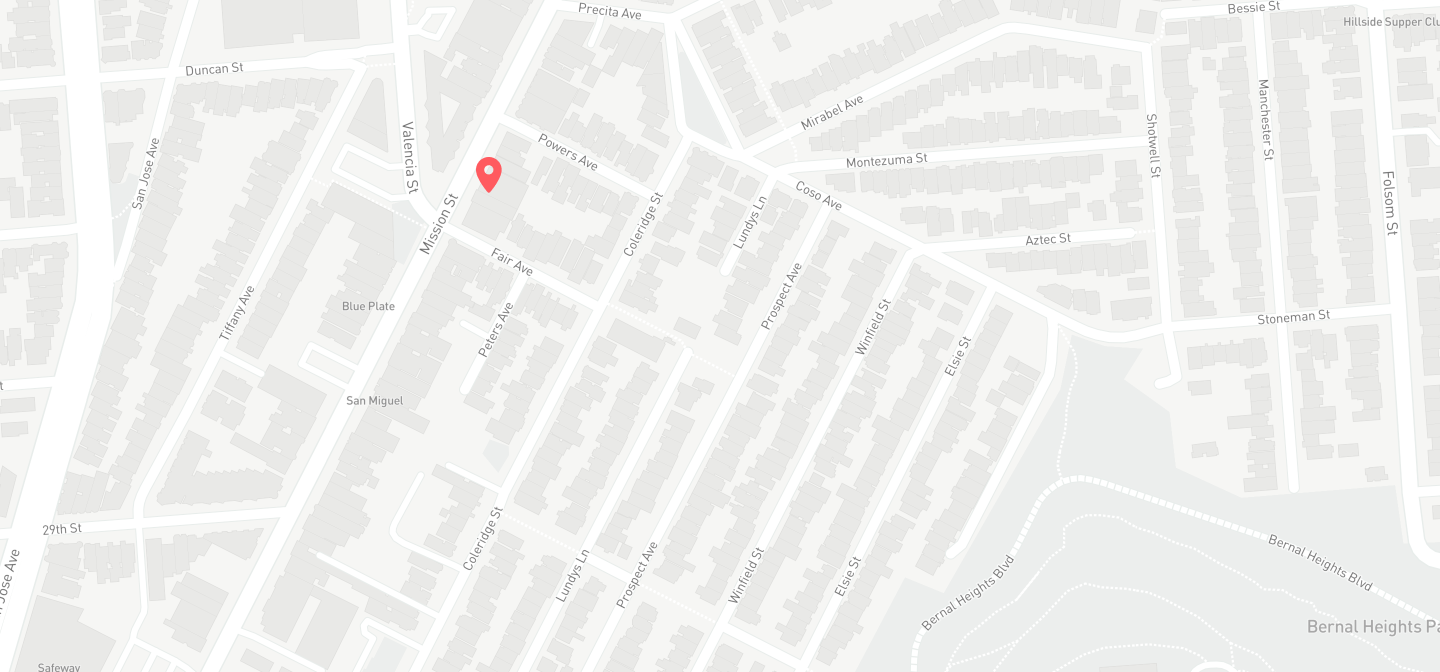 Precita Ave
Bessie St
Hillside Supper Clu
Duncan St
Mirabel Ave
Manchester St
Shotwell St
Valencia St
Powers Ave
Montezuma St
San Jose Ave
Coso Ave
Folsom St
Mission St
Coleridge St
Lundys Ln
Aztec St
Fair Ave
Prospect Ave
Blue Plate
Tiffany Ave
Peters Ave
Winfield St
Stoneman St
Elsie St
t
San Miguel
29th St
Coleridge St
Bernal Heights Blvd
n Jose Ave
Lundys Ln
Prospect Ave
Winfield St
Elsie St
Bernal Heights Blvd
Bernal Heights Pa
Safeway